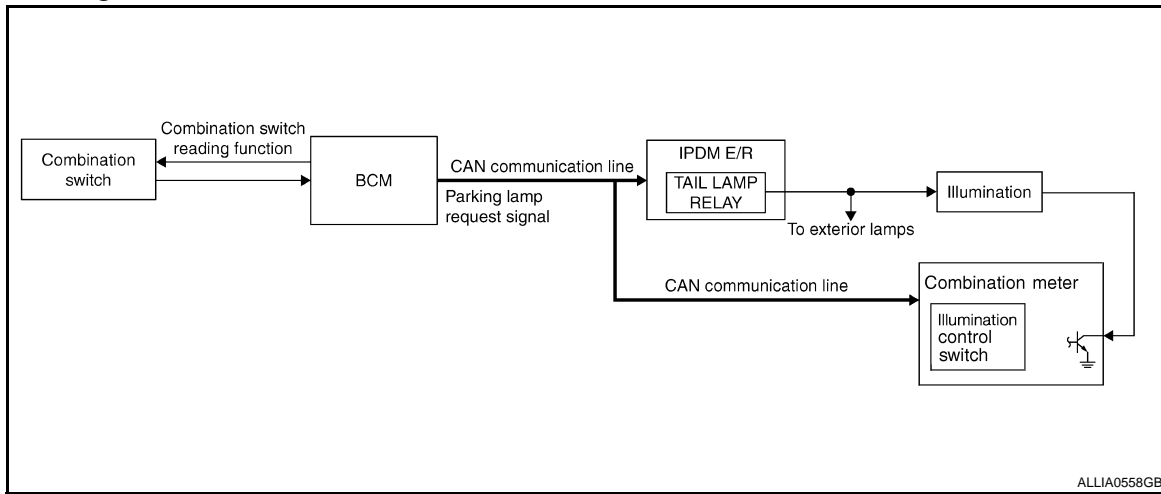 Combination
switch
Combination switch
reading function
BCM
CAN communication line
Parking lamp
request signal
IPDM E/R
TAIL LAMP
RELAY
To exterior lamps
Illumination
CAN communication line
Combination meter
Illumination
control
switch
ALLIA0558GB